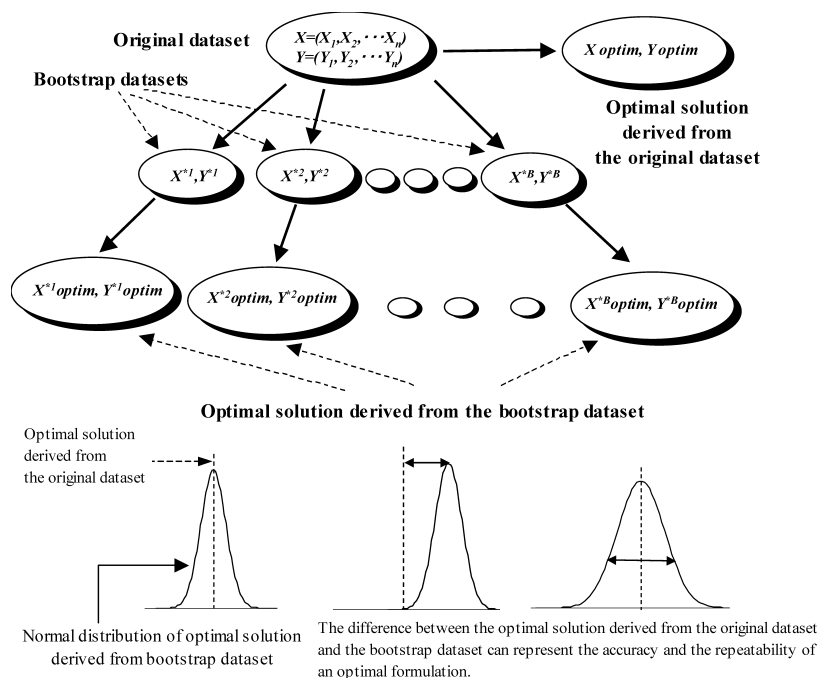 Original dataset
X=(X1,X2,···Xn)
Y=(Y1,Y2,···Yn)
X optim, Y optim
Bootstrap datasets
Optimal solution
derived from
the original dataset
X*1,Y*1
X*2,Y*2
X*B,Y*B
X*1optim, Y*1optim
X*2optim, Y*2optim
X*Boptim, Y*Boptim
Optimal solution derived from the bootstrap dataset
Optimal solution
derived from
the original dataset
Normal distribution of optimal solution
derived from bootstrap dataset
The difference between the optimal solution derived from the original dataset
and the bootstrap dataset can represent the accuracy and the repeatability of
an optimal formulation.